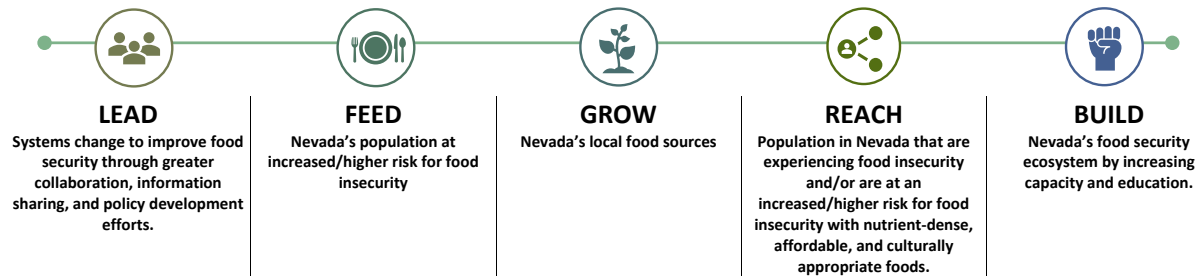 LEAD
Systems change to improve food
security through greater
collaboration, information
sharing, and policy development
efforts.
FEED
Nevada's population at
increased/higher risk for food
insecurity
GROW
Nevada's local food sources
REACH
Population in Nevada that are
experiencing food insecurity
and/or are at an
increased/higher risk for food
insecurity with nutrient-dense,
affordable, and culturally
appropriate foods.
BUILD
Nevada's food security
ecosystem by increasing
capacity and education.